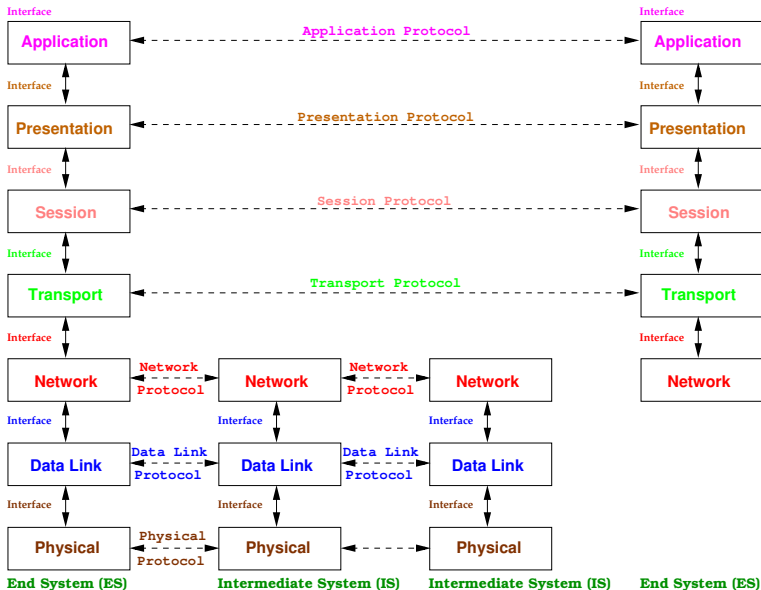 Interface Interface
Application Application Protocol Application
Interface Interface
Presentation Presentation Protocol Presentation
Interface Interface
Session Session Protocol Session
Interface Interface
Transport Transport Protocol Transport
Interface Interface
Network Network Protocol Network Network Protocol Network Network
Interface Interface Interface
Data Link Data Link Protocol Data Link Data Link Protocol Data Link
Interface Interface Interface
Physical Physical Protocol Physical Physical
End System (ES) Intermediate System (IS) Intermediate System (IS) End System (ES)